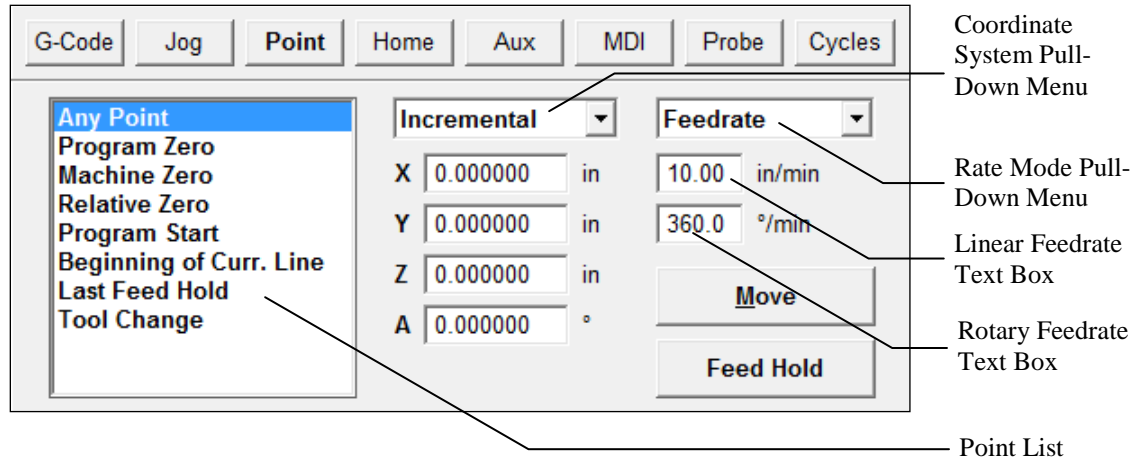 G-Code Jog Point Home Aux MDI Probe Cycles
Any Point
Program Zero
Machine Zero
Relative Zero
Program Start
Beginning of Curr. Line
Last Feed Hold
Tool Change
Incremental
X 0.000000 in
Y 0.000000 in
Z 0.000000 in
A 0.000000 °
Feedrate
10.00 in/min
360.0 °/min
Move
Feed Hold
Coordinate
System Pull-
Down Menu
Rate Mode Pull-
Down Menu
Linear Feedrate
Text Box
Rotary Feedrate
Text Box
Point List